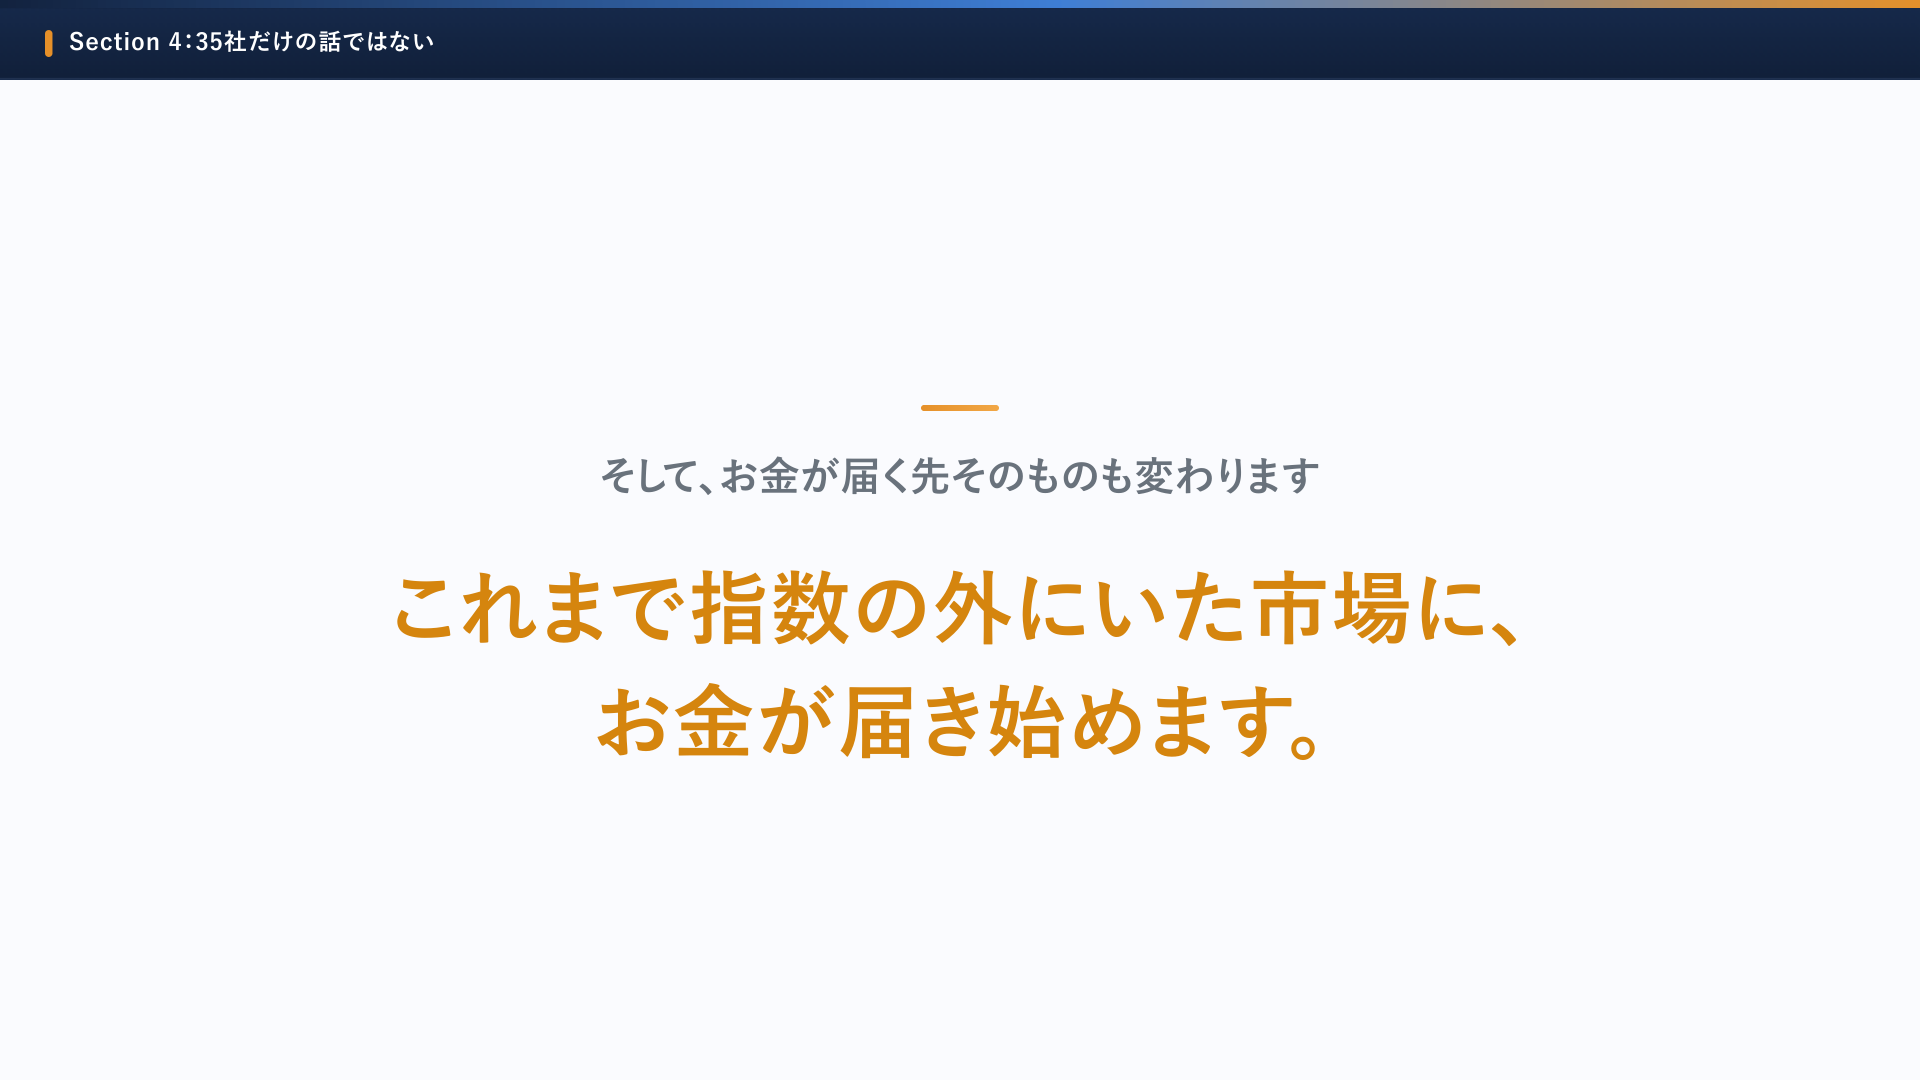 Section 4：35社だけの話ではない
そして、お金が届く先そのものも変わります
これまで指数の外にいた市場に、
お金が届き始めます。